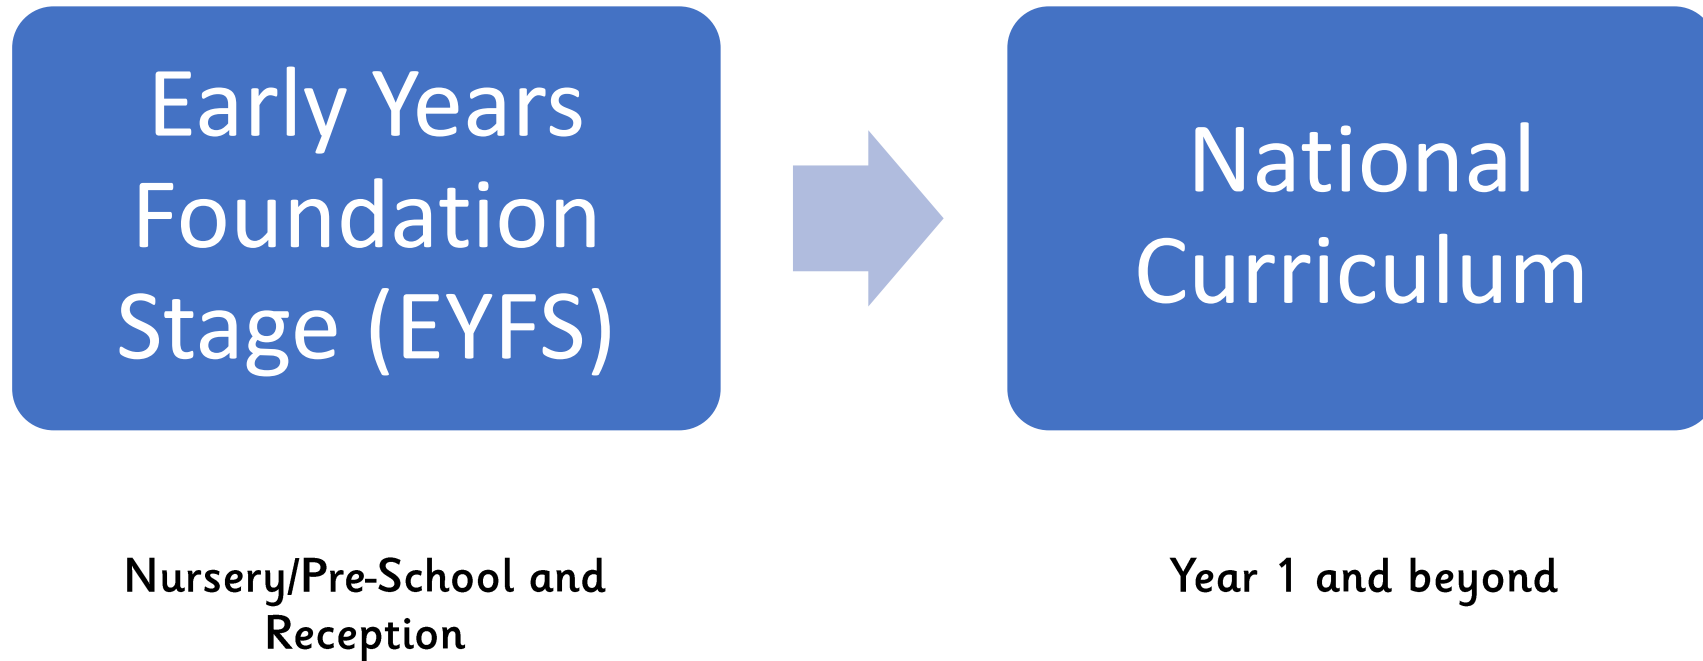 Early Years
Foundation
Stage (EYFS)
National
Curriculum
Nursery/Pre-School and
Reception
Year 1 and beyond